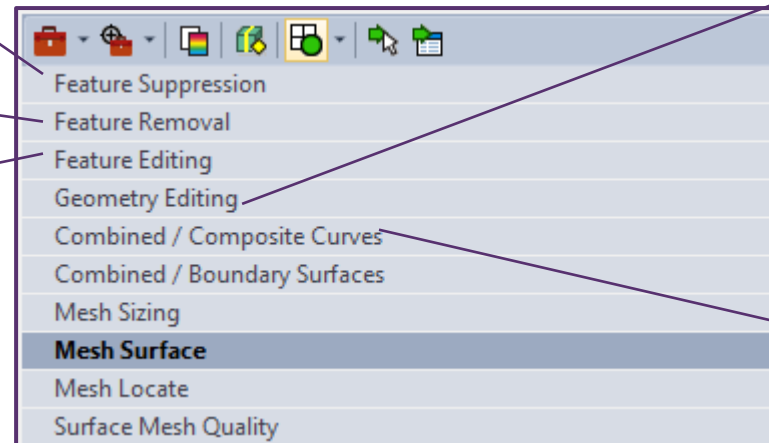 Feature Suppression
Feature Removal
Feature Editing
Geometry Editing
Combined / Composite Curves
Combined / Boundary Surfaces
Mesh Sizing
Mesh Surface
Mesh Locate
Surface Mesh Quality